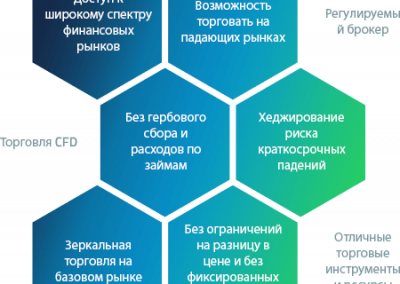 Доступ к
широкому спектру
финансовых
рынков
Возможность
торговать на
падающих рынках
Регулируемы
й брокер
Торговля CFD
Без гербового
сбора и
расходов по
займам
Хеджирование
риска
краткосрочных
падений
Зеркальная
торговля на
базовом рынке
Без ограничений
на разницу в
цене и без
фиксированных
Отличные
торговые
инструменты
и ресурсы